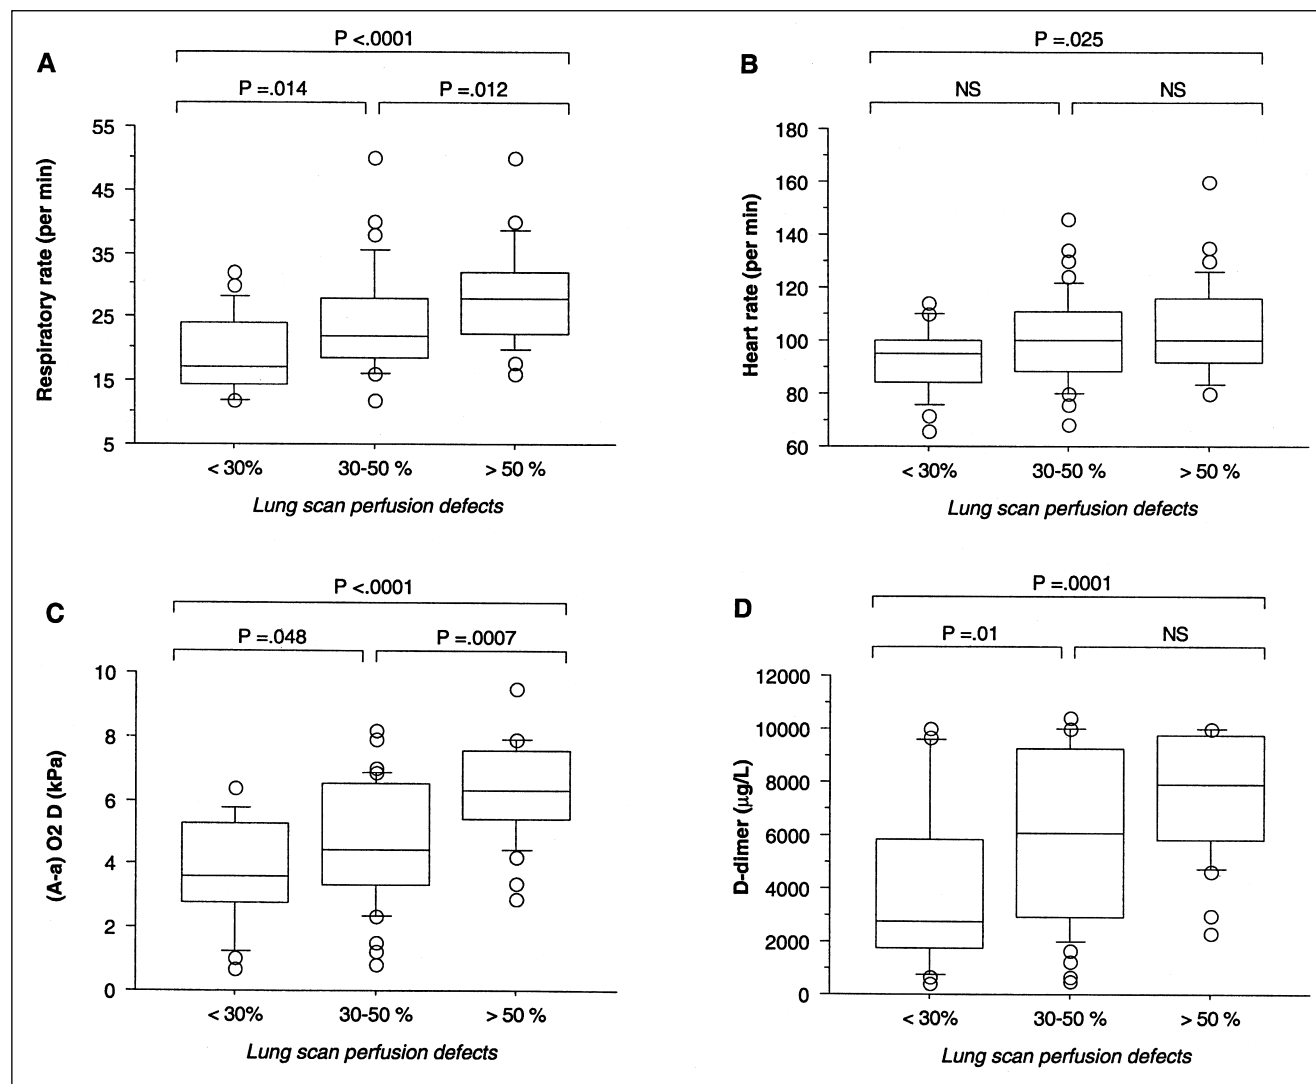 A
P <.0001
P =.014
P =.012
55
45
35
25
15
5
Respiratory rate (per min)
< 30%
30-50 %
> 50 %
Lung scan perfusion defects
B
P =.025
NS
NS
180
160
140
120
100
80
60
Heart rate (per min)
< 30%
30-50 %
> 50 %
Lung scan perfusion defects
C
P <.0001
P =.048
P =.0007
10
8
6
4
2
0
(A-a) O2 D (kPa)
< 30%
30-50 %
> 50 %
Lung scan perfusion defects
D
P =.0001
P =.01
NS
12000
10000
8000
6000
4000
2000
0
D-dimer (µg/L)
< 30%
30-50 %
> 50 %
Lung scan perfusion defects